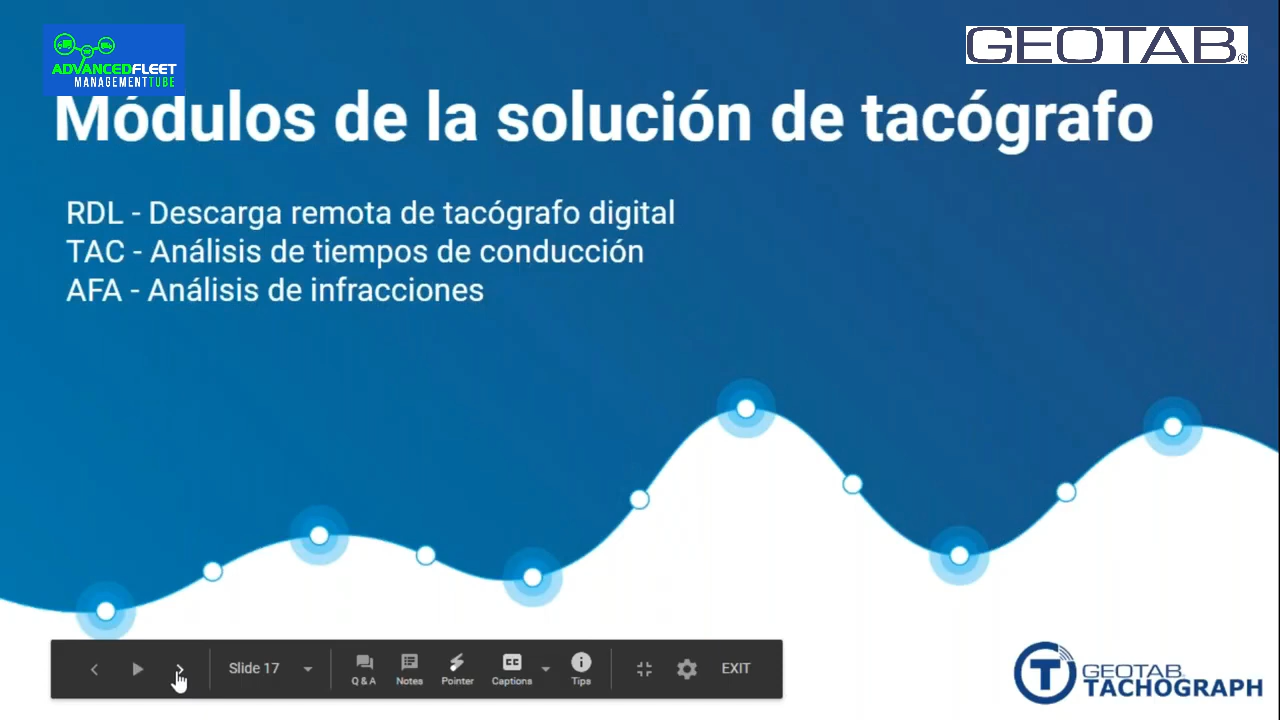 ADVANCEDFLEET
MANAGEMENTTUBE
GEOTAB®
Módulos de la solución de tacógrafo
RDL - Descarga remota de tacógrafo digital
TAC - Análisis de tiempos de conducción
AFA - Análisis de infracciones
Slide 17
Q & A
Notes
Pointer
CC
Captions
Tips
EXIT
T
GEOTAB
TACHOGRAPH